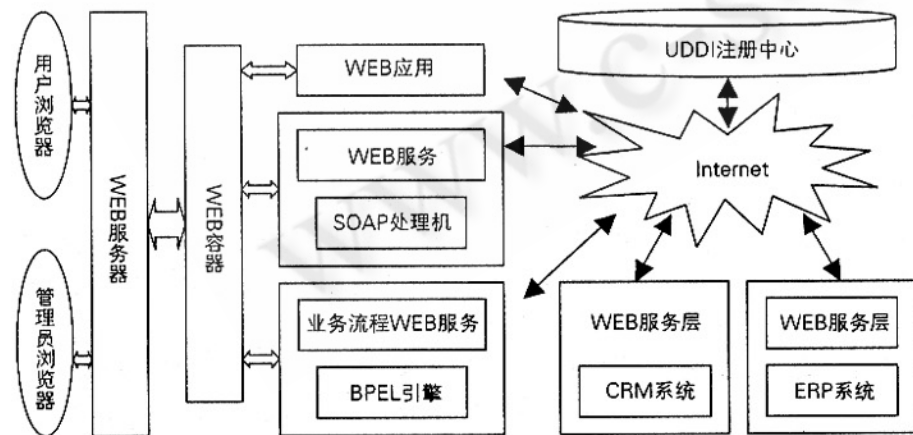 用户浏览器
管理员浏览器
WEB服务器
WEB容器
WEB应用
WEB服务
SOAP处理机
业务流程WEB服务
BPEL引擎
UDDI注册中心
Internet
WEB服务层
CRM系统
WEB服务层
ERP系统
www.c-s